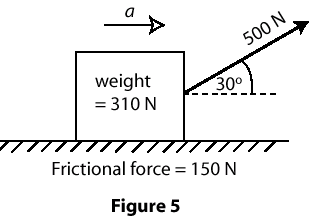 a
500 N
weight
= 310 N
30°
Frictional force = 150 N
Figure 5